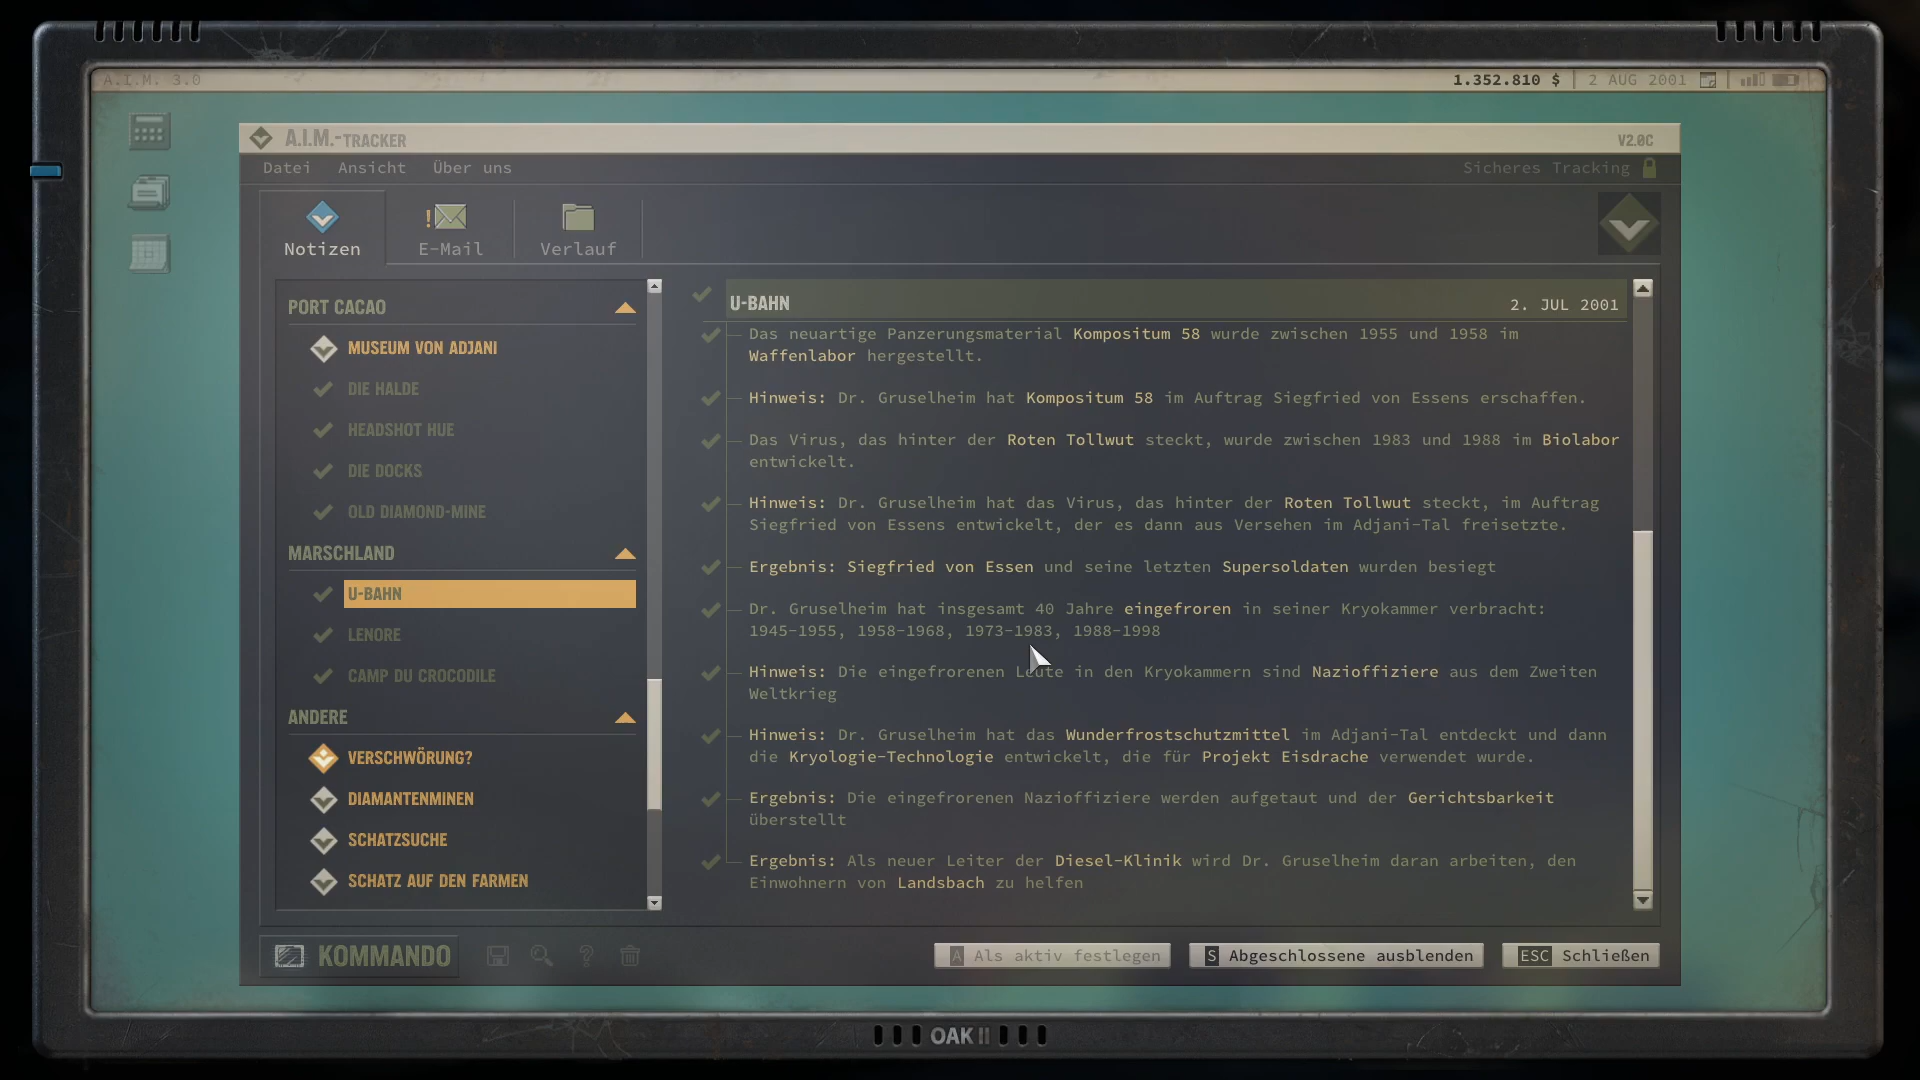 A.I.M. 3.0
1.352.810 $
2 AUG 2001
A.I.M.-TRACKER
V2.0C
Datei
Ansicht
Über uns
Sicheres Tracking
Notizen
E-Mail
Verlauf
PORT CACAO
MUSEUM VON ADJANI
DIE HALDE
HEADSHOT HUE
DIE DOCKS
OLD DIAMOND-MINE
MARSCHLAND
U-BAHN
LENORE
CAMP DU CROCODILE
ANDERE
VERSCHWÖRUNG?
DIAMANTENMINEN
SCHATZSUCHE
SCHATZ AUF DEN FARMEN
U-BAHN
2. JUL 2001
Das neuartige Panzerungsmaterial Kompositum 58 wurde zwischen 1955 und 1958 im
Waffenlabor hergestellt.
Hinweis: Dr. Gruselheim hat Kompositum 58 im Auftrag Siegfried von Essens erschaffen.
Das Virus, das hinter der Roten Tollwut steckt, wurde zwischen 1983 und 1988 im Biolabor
entwickelt.
Hinweis: Dr. Gruselheim hat das Virus, das hinter der Roten Tollwut steckt, im Auftrag
Siegfried von Essens entwickelt, der es dann aus Versehen im Adjani-Tal freisetzte.
Ergebnis: Siegfried von Essen und seine letzten Supersoldaten wurden besiegt
Dr. Gruselheim hat insgesamt 40 Jahre eingefroren in seiner Kryokammer verbracht:
1945-1955, 1958-1968, 1973-1983, 1988-1998
Hinweis: Die eingefrorenen Leute in den Kryokammern sind Nazioffiziere aus dem Zweiten
Weltkrieg
Hinweis: Dr. Gruselheim hat das Wunderfrostschutzmittel im Adjani-Tal entdeckt und dann
die Kryologie-Technologie entwickelt, die für Projekt Eisdrache verwendet wurde.
Ergebnis: Die eingefrorenen Nazioffiziere werden aufgetaut und der Gerichtsbarkeit
überstellt
Ergebnis: Als neuer Leiter der Diesel-Klinik wird Dr. Gruselheim daran arbeiten, den
Einwohnern von Landsbach zu helfen
KOMMANDO
A Als aktiv festlegen
S Abgeschlossene ausblenden
ESC Schließen
OAK II